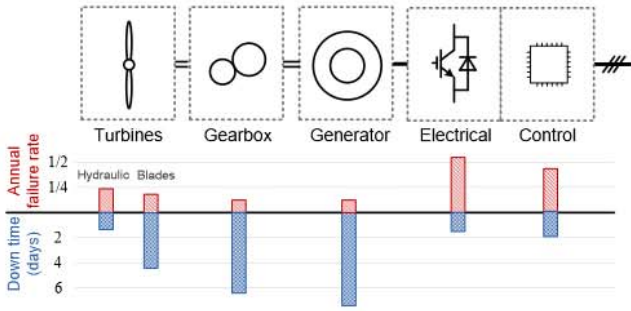 Turbines Gearbox Generator Electrical Control
Annual failure rate
1/2
1/4
Hydraulic Blades
Down time (days)
2
4
6